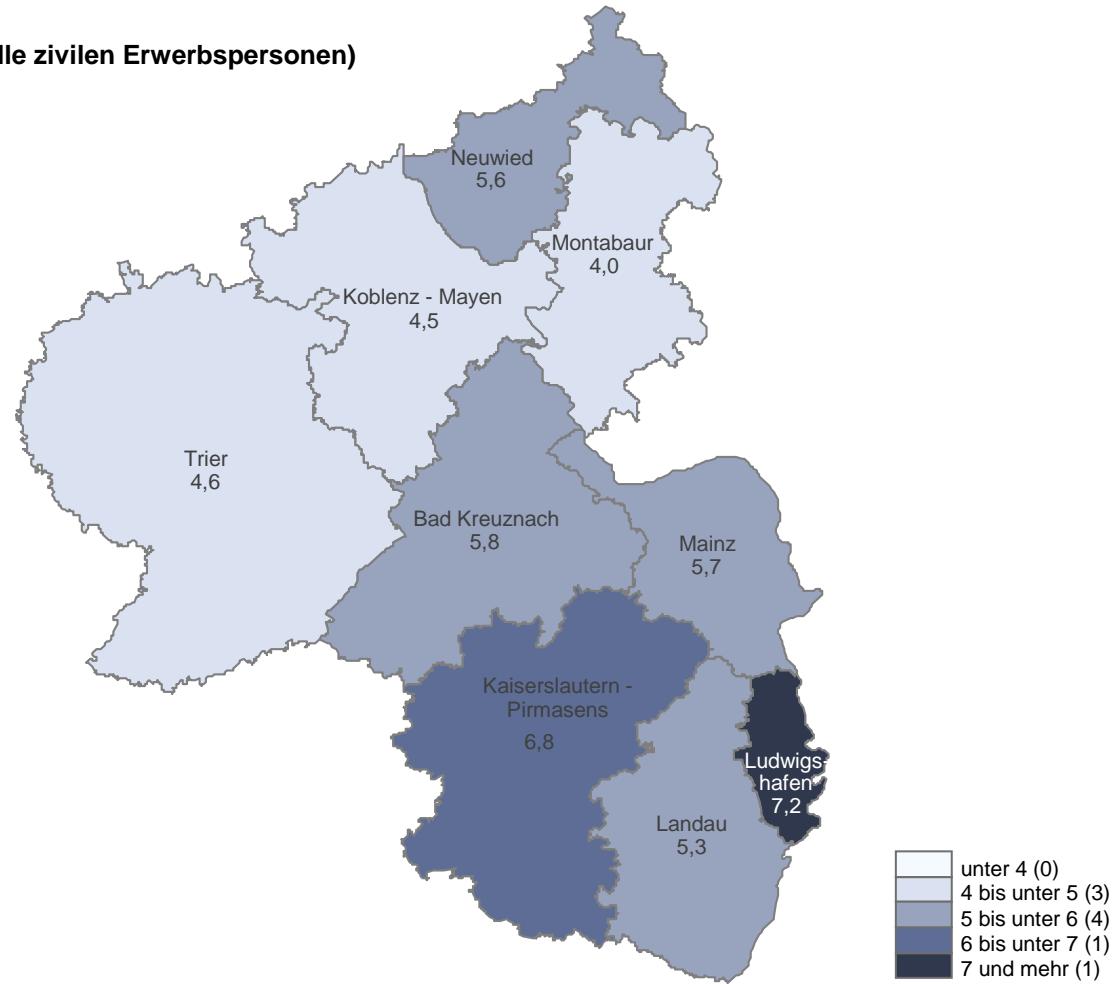 lle zivilen Erwerbspersonen)
Neuwied
5,6
Montabaur
4,0
Koblenz - Mayen
4,5
Trier
4,6
Bad Kreuznach
5,8
Mainz
5,7
Kaiserslautern -
Pirmasens
6,8
Ludwigs-
hafen
7,2
Landau
5,3
unter 4 (0)
4 bis unter 5 (3)
5 bis unter 6 (4)
6 bis unter 7 (1)
7 und mehr (1)